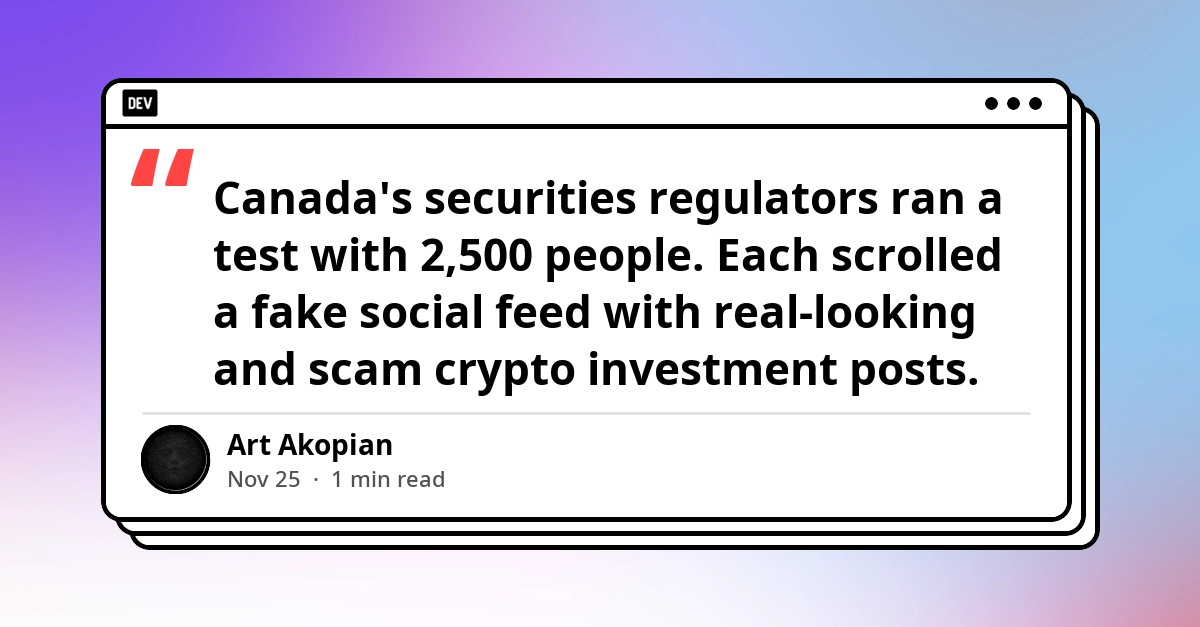 DEV
Canada's securities regulators ran a
test with 2,500 people. Each scrolled
a fake social feed with real-looking
and scam crypto investment posts.
Art Akopian
Nov 25 · 1 min read